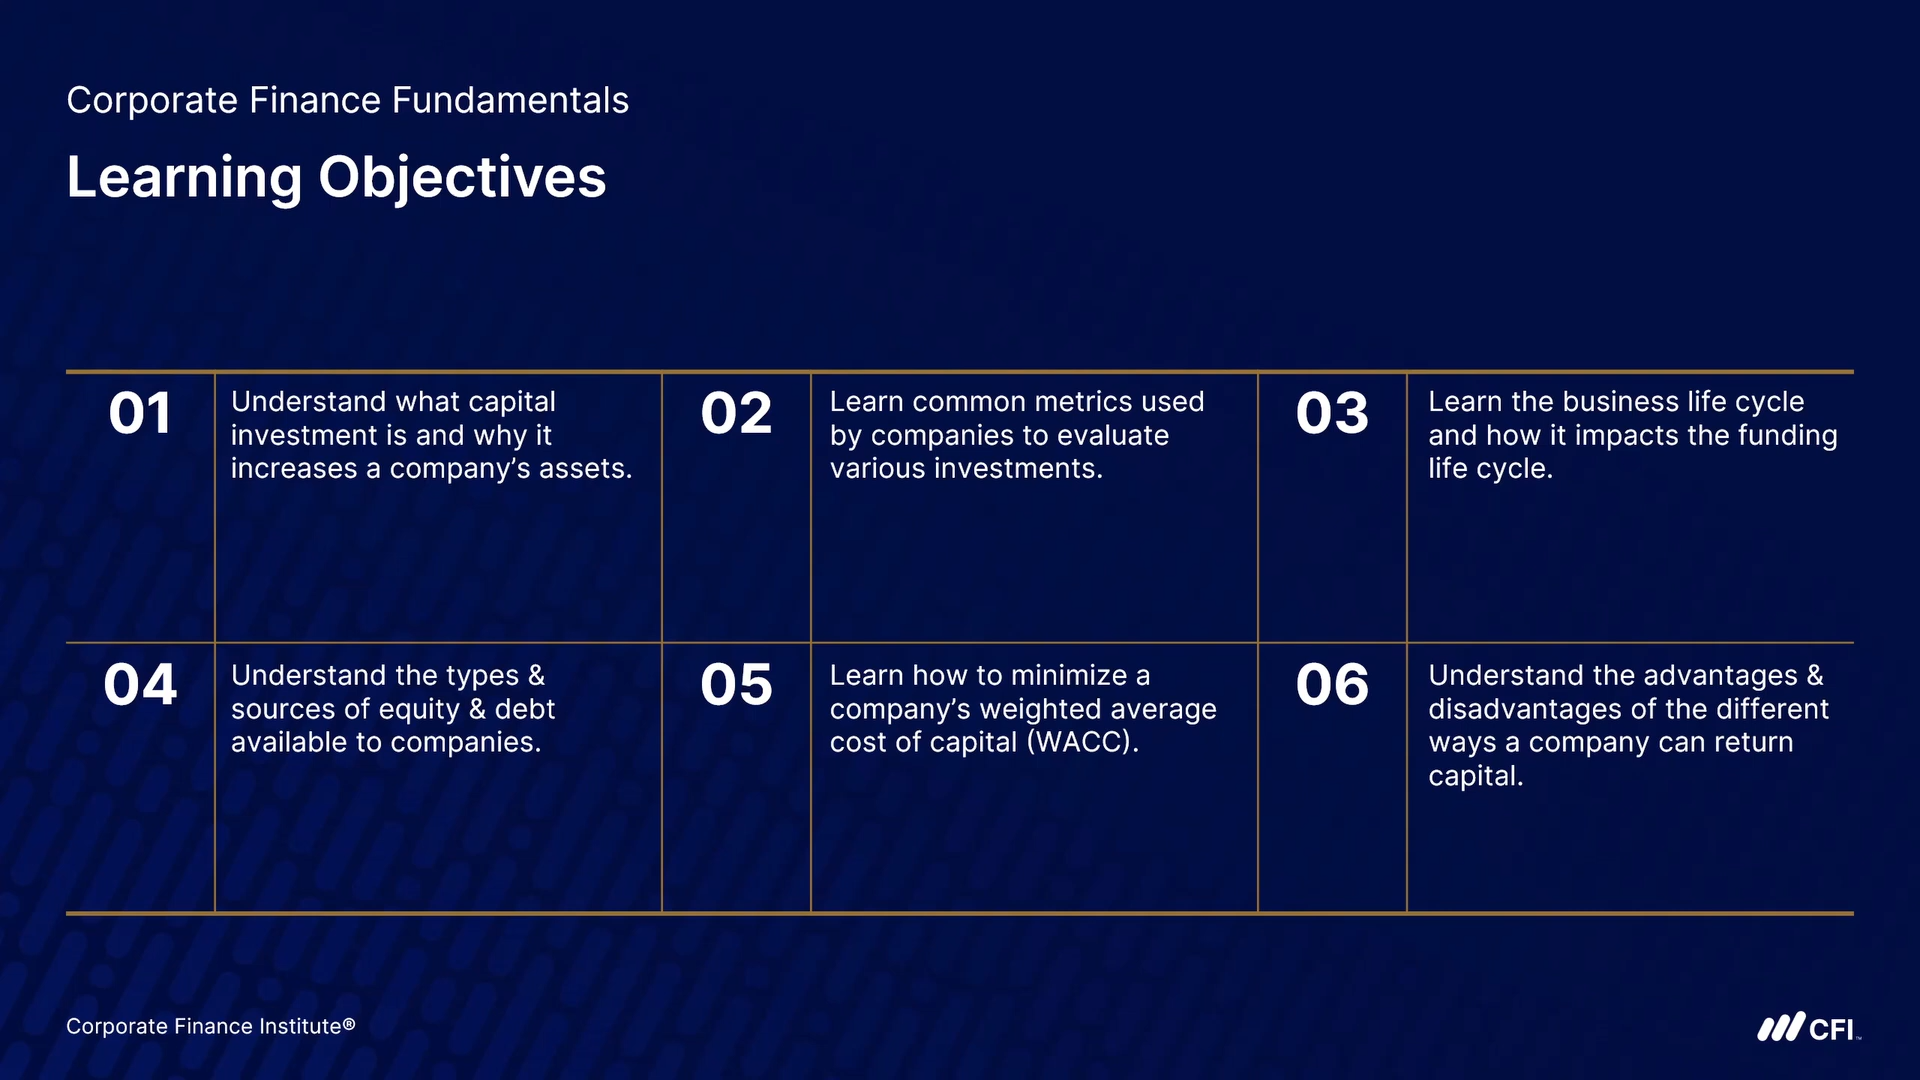 Corporate Finance Fundamentals
Learning Objectives
01
Understand what capital
investment is and why it
increases a company’s assets.
02
Learn common metrics used
by companies to evaluate
various investments.
03
Learn the business life cycle
and how it impacts the funding
life cycle.
04
Understand the types &
sources of equity & debt
available to companies.
05
Learn how to minimize a
company’s weighted average
cost of capital (WACC).
06
Understand the advantages &
disadvantages of the different
ways a company can return
capital.
Corporate Finance Institute®
CFI™